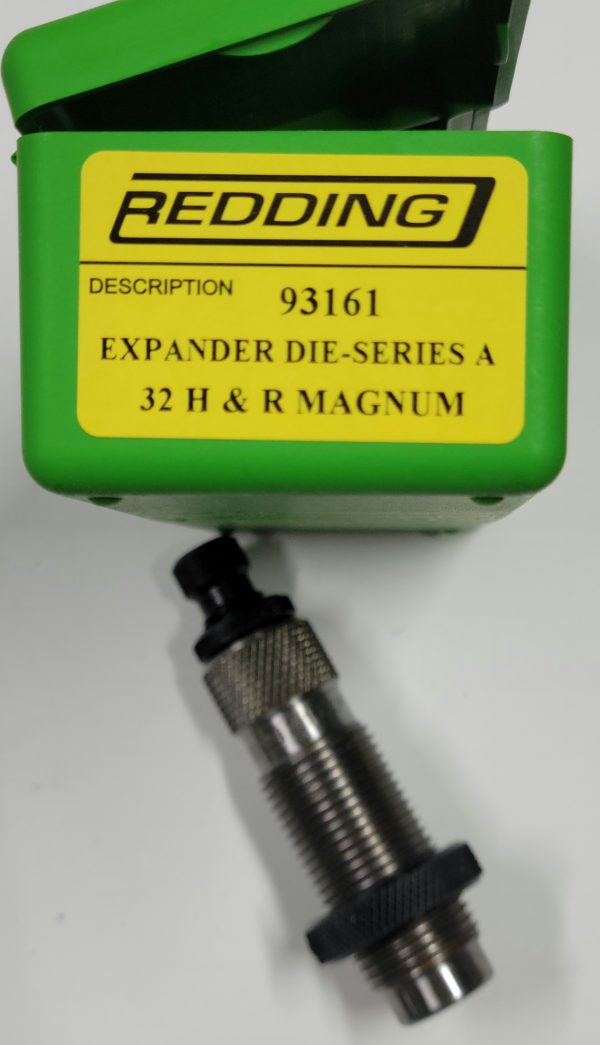 REDDING
DESCRIPTION 93161
EXPANDER DIE-SERIES A
32 H & R MAGNUM